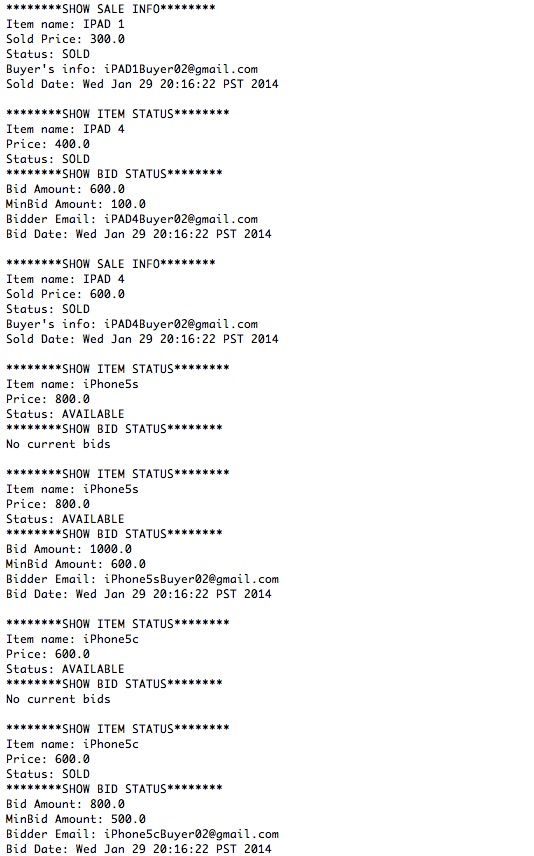 ********SHOW SALE INFO********
Item name: IPAD 1
Sold Price: 300.0
Status: SOLD
Buyer's info: iPAD1Buyer02@gmail.com
Sold Date: Wed Jan 29 20:16:22 PST 2014
********SHOW ITEM STATUS********
Item name: IPAD 4
Price: 400.0
Status: SOLD
********SHOW BID STATUS********
Bid Amount: 600.0
MinBid Amount: 100.0
Bidder Email: iPAD4Buyer02@gmail.com
Bid Date: Wed Jan 29 20:16:22 PST 2014
********SHOW SALE INFO********
Item name: IPAD 4
Sold Price: 600.0
Status: SOLD
Buyer's info: iPAD4Buyer02@gmail.com
Sold Date: Wed Jan 29 20:16:22 PST 2014
********SHOW ITEM STATUS********
Item name: iPhone5s
Price: 800.0
Status: AVAILABLE
********SHOW BID STATUS********
No current bids
********SHOW ITEM STATUS********
Item name: iPhone5s
Price: 800.0
Status: AVAILABLE
********SHOW BID STATUS********
Bid Amount: 1000.0
MinBid Amount: 600.0
Bidder Email: iPhone5sBuyer02@gmail.com
Bid Date: Wed Jan 29 20:16:22 PST 2014
********SHOW ITEM STATUS********
Item name: iPhone5c
Price: 600.0
Status: AVAILABLE
********SHOW BID STATUS********
No current bids
********SHOW ITEM STATUS********
Item name: iPhone5c
Price: 600.0
Status: SOLD
********SHOW BID STATUS********
Bid Amount: 800.0
MinBid Amount: 500.0
Bidder Email: iPhone5cBuyer02@gmail.com
Bid Date: Wed Jan 29 20:16:22 PST 2014